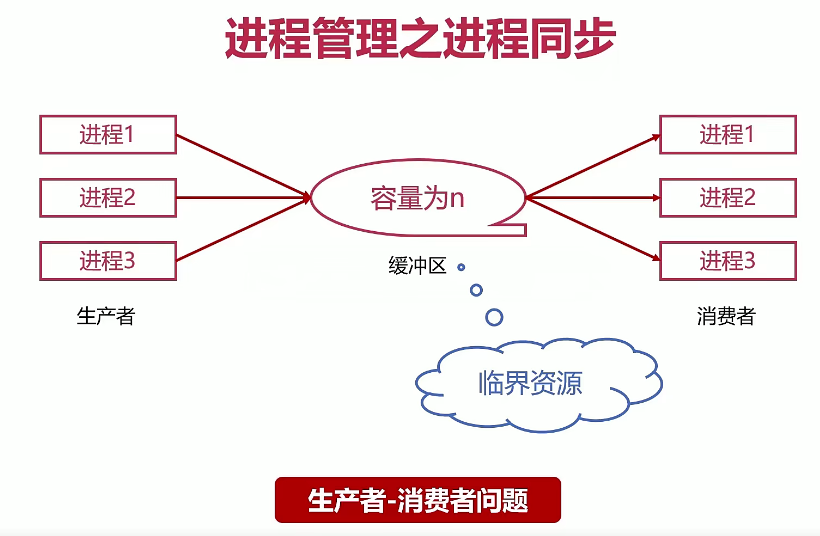 进程管理之进程同步
进程1
进程1
进程2
容量为n
进程2
进程3
进程3
缓冲区
生产者
消费者
临界资源
生产者-消费者问题